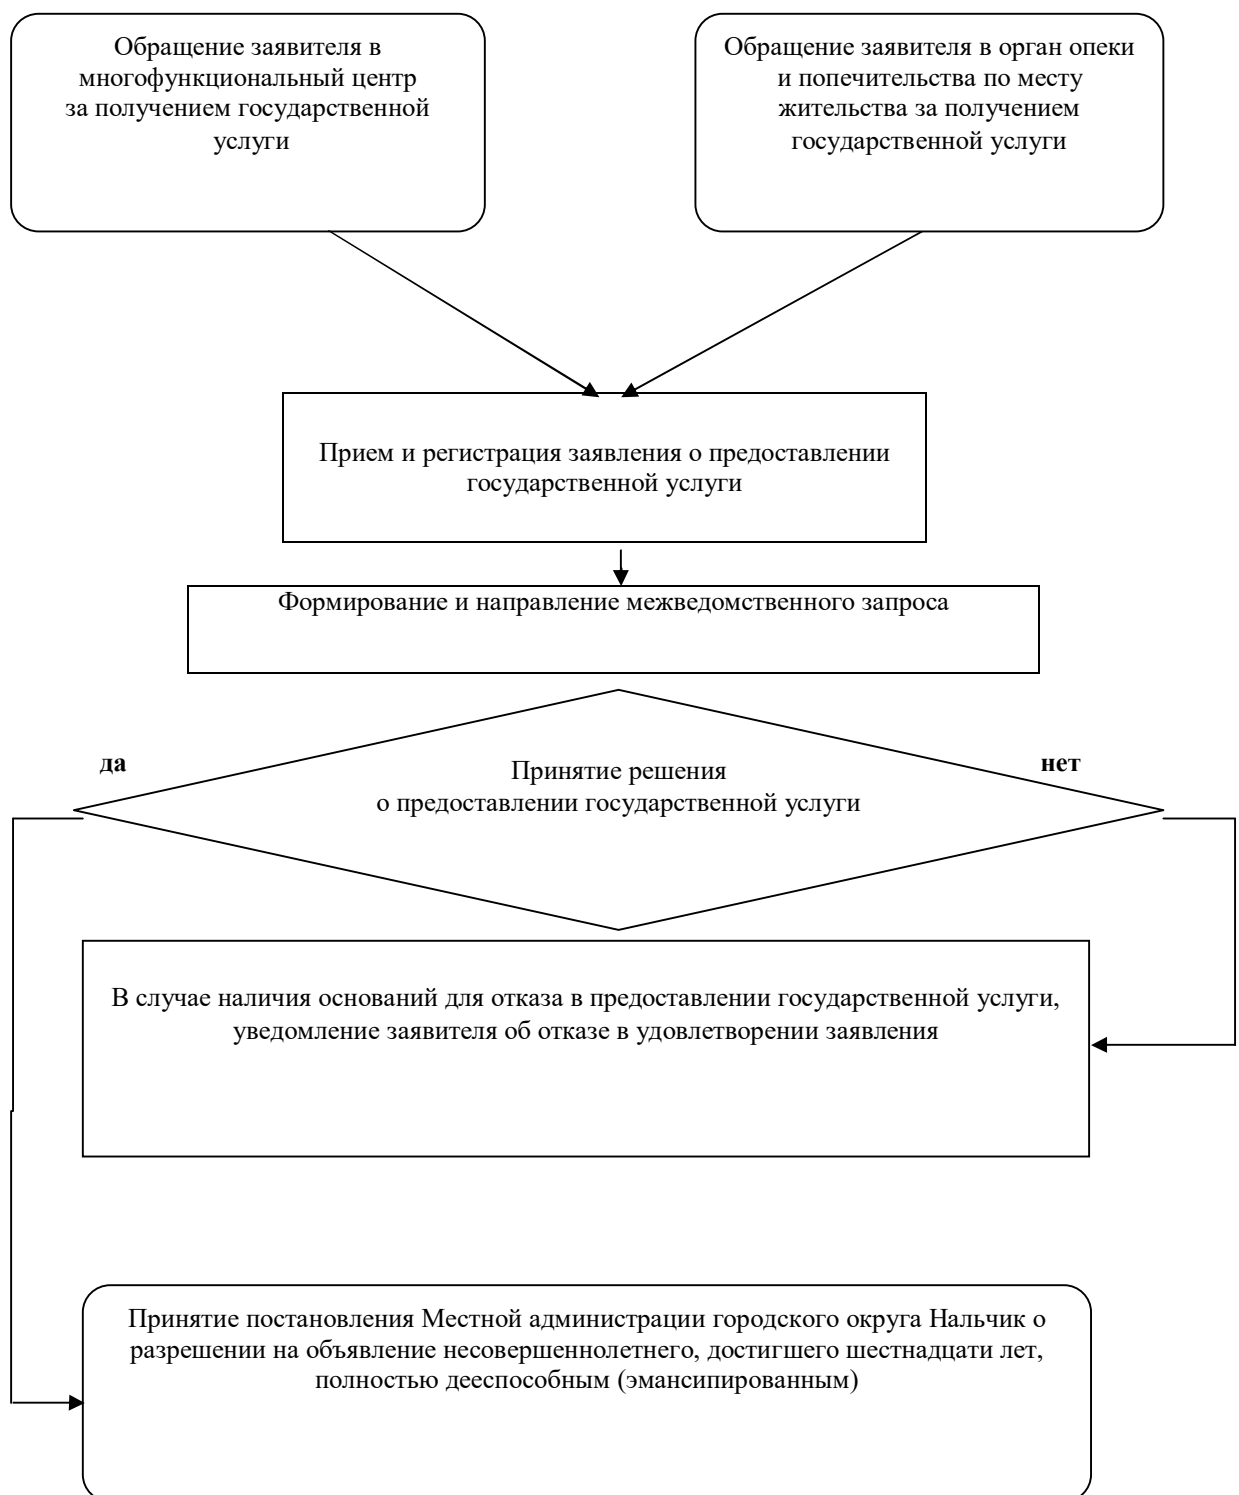 Обращение заявителя в
многофункциональный центр
за получением государственной
услуги
Обращение заявителя в орган опеки
и попечительства по месту
жительства за получением
государственной услуги
Прием и регистрация заявления о предоставлении
государственной услуги
Формирование и направление межведомственного запроса
да
нет
Принятие решения
о предоставлении государственной услуги
В случае наличия оснований для отказа в предоставлении государственной услуги,
уведомление заявителя об отказе в удовлетворении заявления
Принятие постановления Местной администрации городского округа Нальчик о
разрешении на объявление несовершеннолетнего, достигшего шестнадцати лет,
полностью дееспособным (эмансипированным)